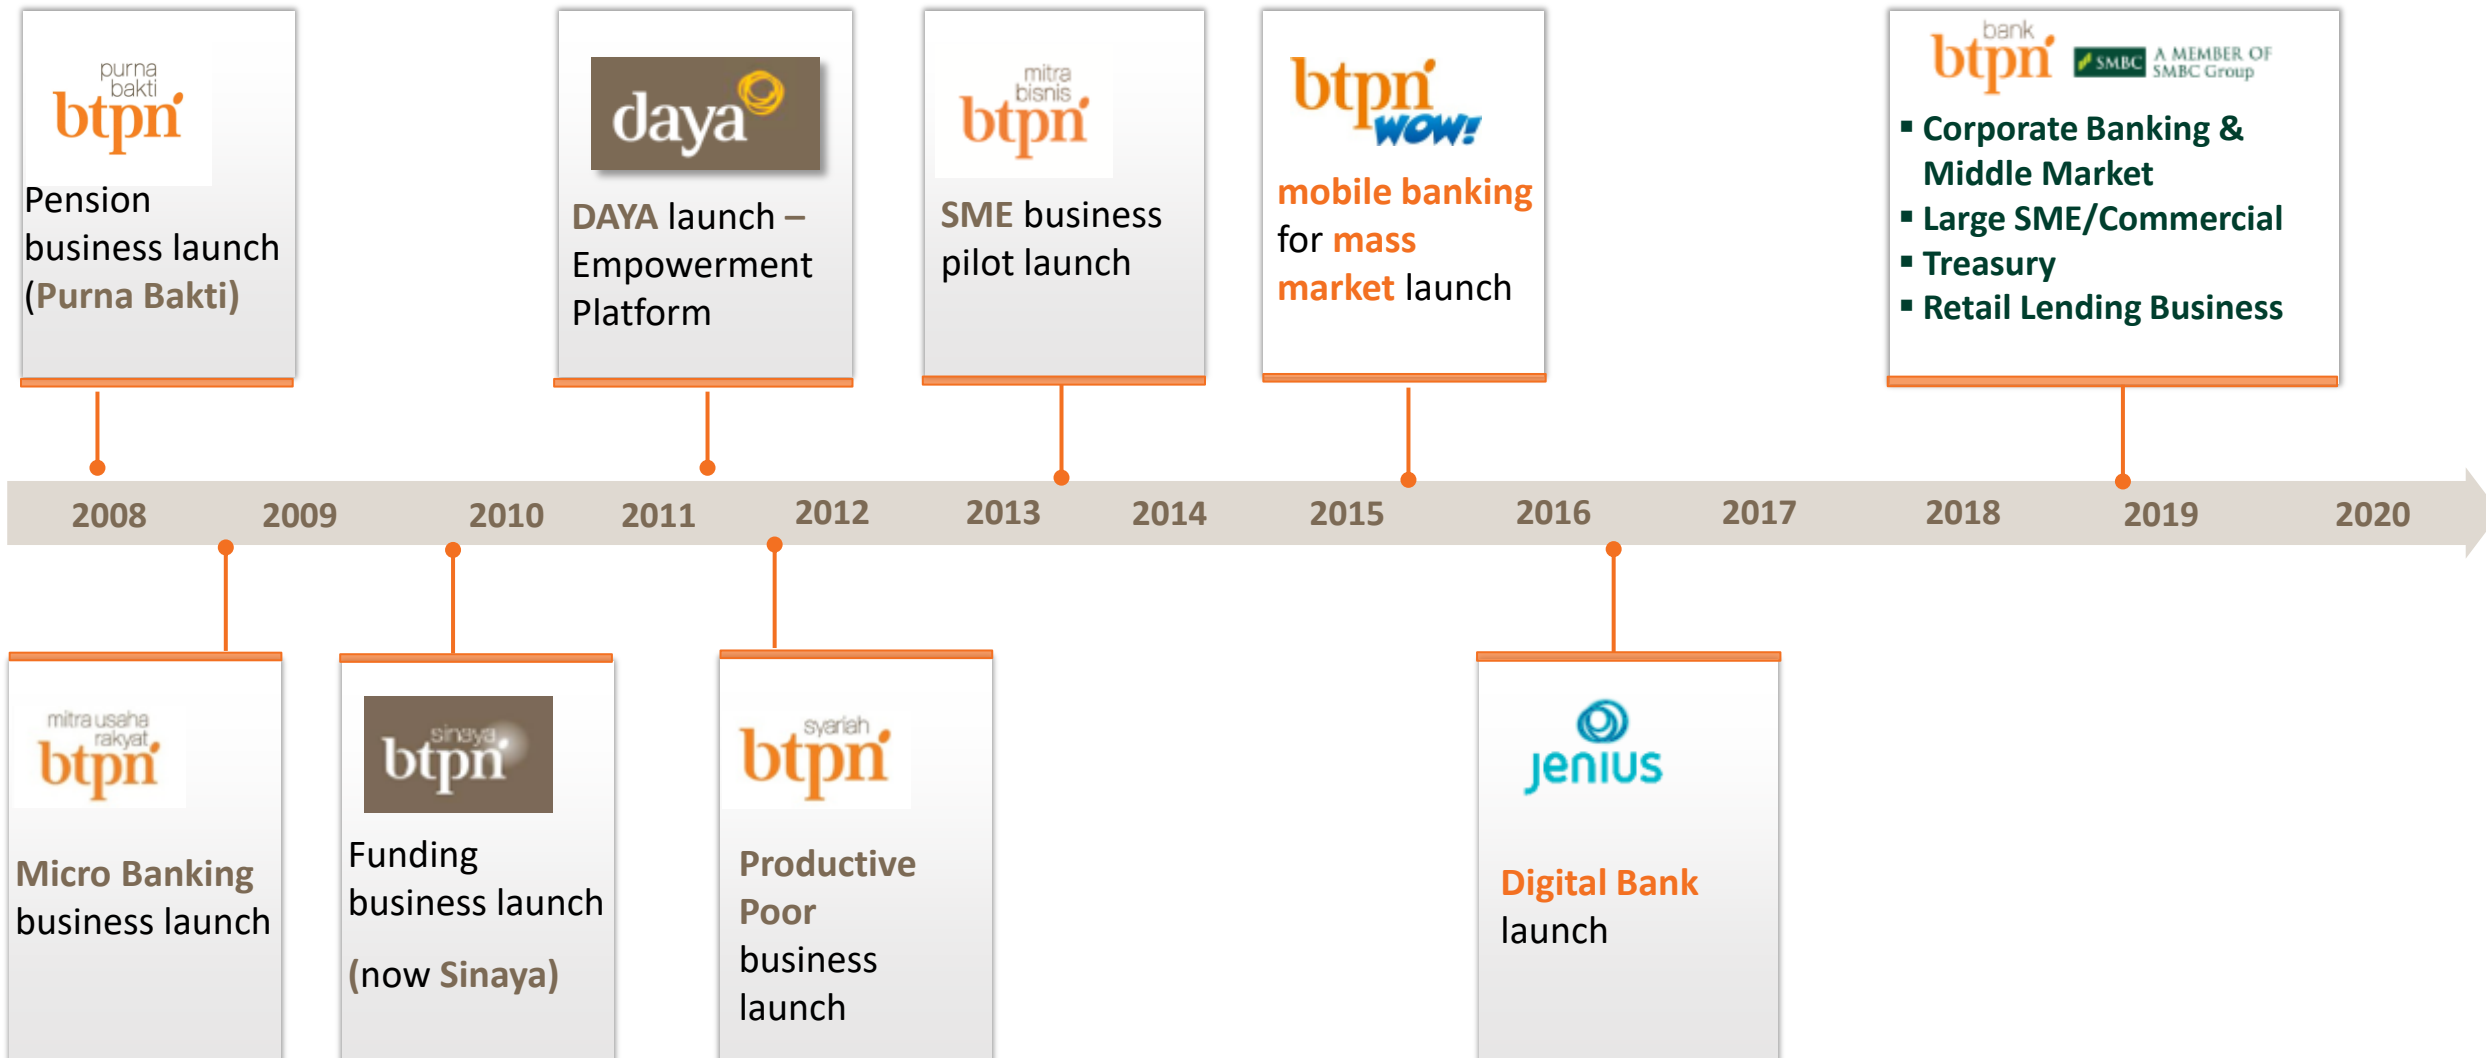 purna
bakti
btpn
Pension
business launch
(Purna Bakti)
daya
DAYA launch –
Empowerment
Platform
mitra
bisnis
btpn
SME business
pilot launch
btpn
WOW!
mobile banking
for mass
market launch
bank
btpn
SMBC
A MEMBER OF
SMBC Group
▪ Corporate Banking &
Middle Market
▪ Large SME/Commercial
▪ Treasury
▪ Retail Lending Business
2008 2009 2010 2011 2012 2013 2014 2015 2016 2017 2018 2019 2020
mitra usaha
rakyat
btpn
Micro Banking
business launch
sinaya
btpn
Funding
business launch
(now Sinaya)
syariah
btpn
Productive
Poor
business
launch
jenius
Digital Bank
launch